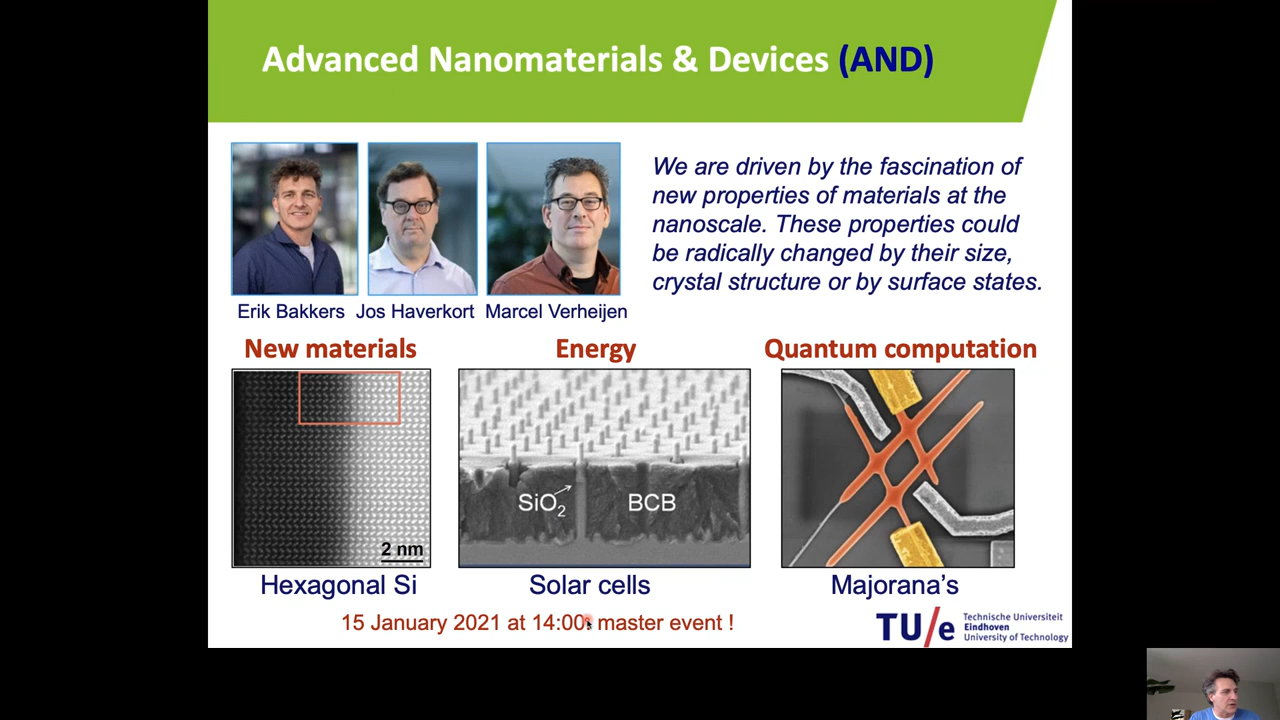 Advanced Nanomaterials & Devices (AND)
We are driven by the fascination of
new properties of materials at the
nanoscale. These properties could
be radically changed by their size,
crystal structure or by surface states.
Erik Bakkers Jos Haverkort Marcel Verheijen
New materials
Energy
Quantum computation
2 nm
SiO2
BCB
Hexagonal Si
Solar cells
Majorana's
15 January 2021 at 14:00: master event !
TU/e
Technische Universiteit
Eindhoven
University of Technology